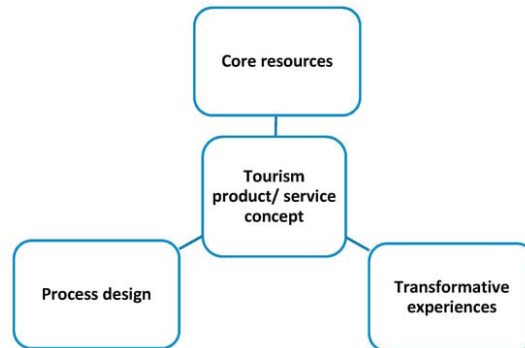 Core resources
Tourism
product/ service
concept
Process design
Transformative
experiences